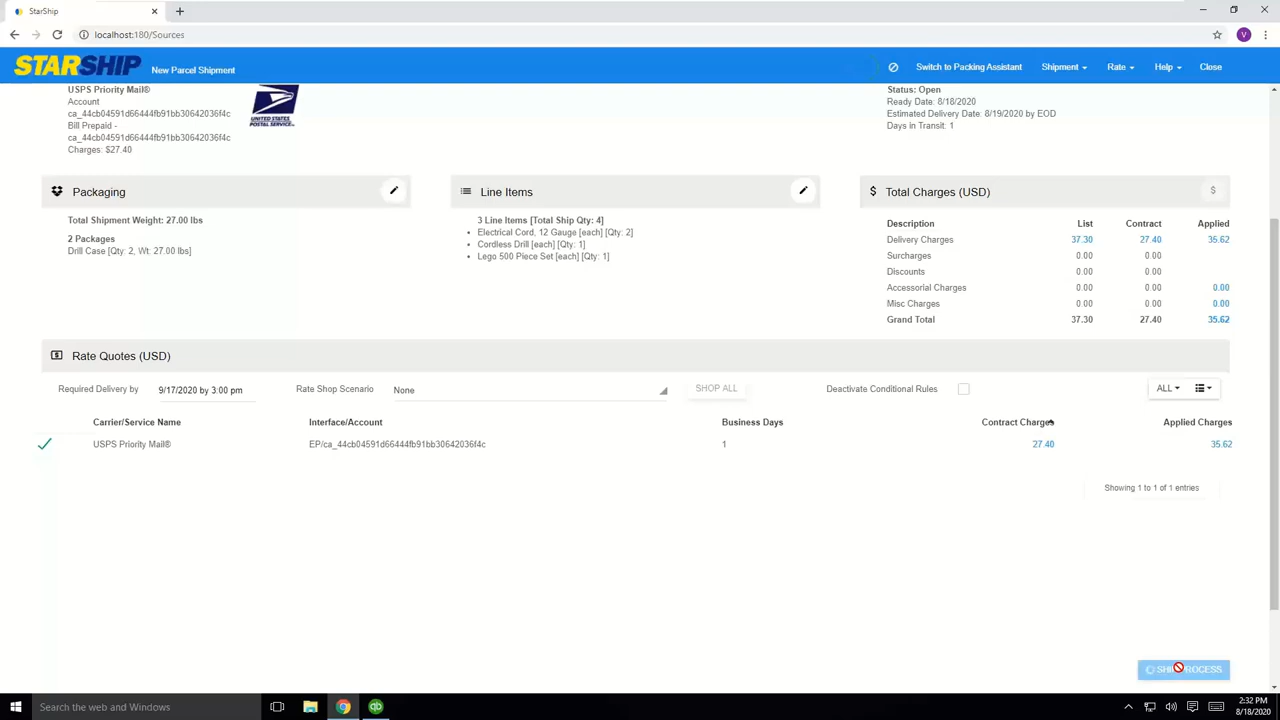 StarShip
localhost:180/Sources
V
STARSHIP
New Parcel Shipment
Switch to Packing Assistant
Shipment
Rate
Help
Close
USPS Priority Mail®
Account
ca_44cb04591d66444fb91bb30642036f4c
Bill Prepaid -
ca_44cb04591d66444fb91bb30642036f4c
Charges: $27.40
UNITED STATES
POSTAL SERVICE
Status: Open
Ready Date: 8/18/2020
Estimated Delivery Date: 8/19/2020 by EOD
Days in Transit: 1
Packaging
Total Shipment Weight: 27.00 lbs
2 Packages
Drill Case [Qty: 2, Wt: 27.00 lbs]
Line Items
3 Line Items [Total Ship Qty: 4]
• Electrical Cord, 12 Gauge [each] [Qty: 2]
• Cordless Drill [each] [Qty: 1]
• Lego 500 Piece Set [each] [Qty: 1]
$ Total Charges (USD) $
Description List Contract Applied
Delivery Charges 37.30 27.40 35.62
Surcharges 0.00 0.00
Discounts 0.00 0.00
Accessorial Charges 0.00 0.00 0.00
Misc Charges 0.00 0.00 0.00
Grand Total 37.30 27.40 35.62
Rate Quotes (USD)
Required Delivery by 9/17/2020 by 3:00 pm Rate Shop Scenario None SHOP ALL Deactivate Conditional Rules ALL
Carrier/Service Name Interface/Account Business Days Contract Charges Applied Charges
USPS Priority Mail® EP/ca_44cb04591d66444fb91bb30642036f4c 1 27.40 35.62
Showing 1 to 1 of 1 entries
Search the web and Windows
2:32 PM
8/18/2020